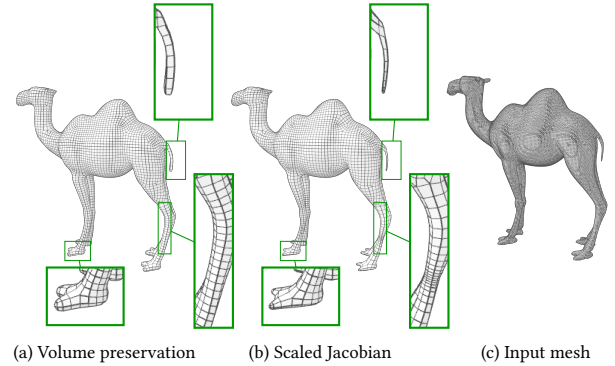 (a) Volume preservation
(b) Scaled Jacobian
(c) Input mesh